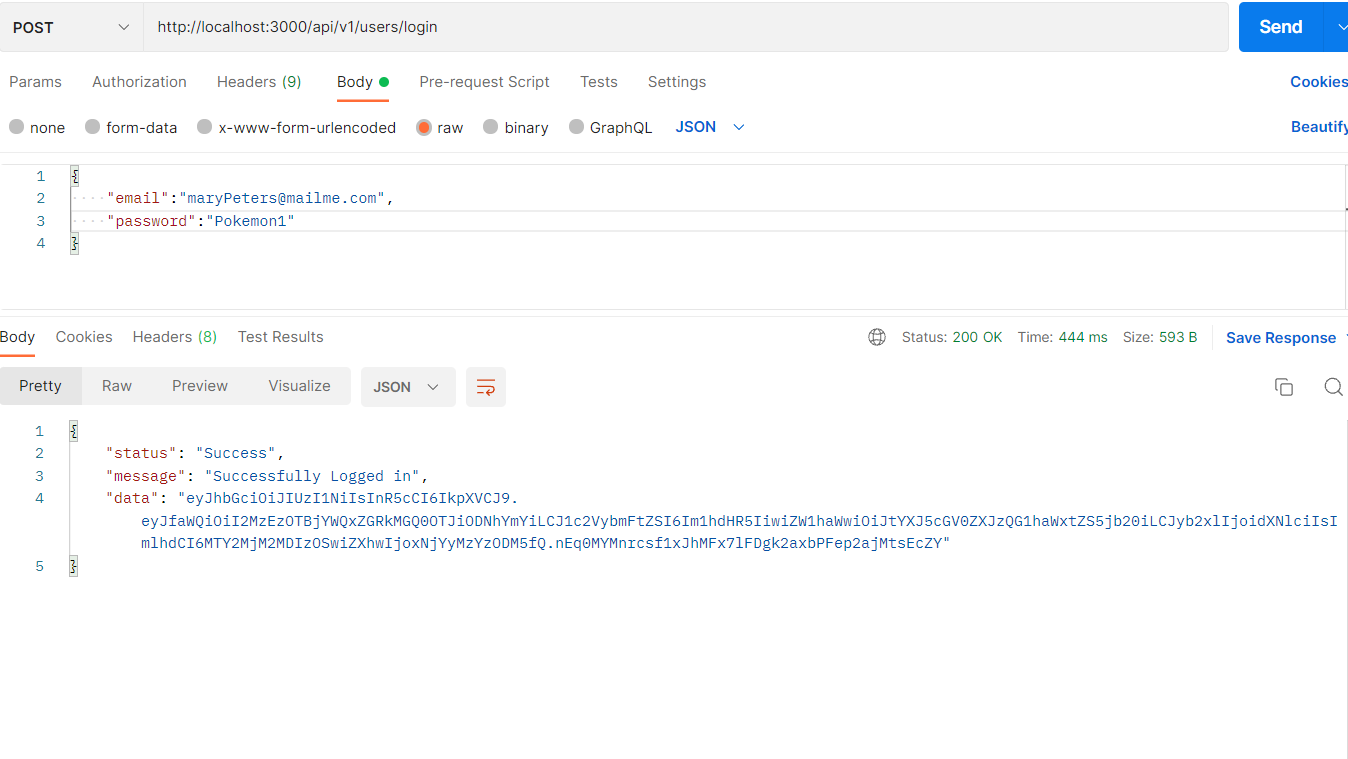 POST http://localhost:3000/api/v1/users/login Send
Params Authorization Headers (9) Body Pre-request Script Tests Settings Cookies
none form-data x-www-form-urlencoded raw binary GraphQL JSON Beautify
1 {
2 "email":"maryPeters@mailme.com",
3 "password":"Pokemon1"
4 }
Body Cookies Headers (8) Test Results Status: 200 OK Time: 444 ms Size: 593 B Save Response
Pretty Raw Preview Visualize JSON
1 {
2 "status": "Success",
3 "message": "Successfully Logged in",
4 "data": "eyJhbGciOiJIUzI1NiIsInR5cCI6IkpXVCJ9.
eyJfaWQiOiI2MzEzOTBjYWQxZGRkMGQ0OTJiODNhYmYiLCJ1c2VybmFtZSI6Im1hdHR5IiwiZW1haWwiOiJtYXJ5cGV0ZXJzQG1haWxtZS5jb20iLCJyb2xlIjoidXNlciIsI
mlhdCI6MTY2MjM2MDIzOSwiZXhwIjoxNjYyMzYzODM5fQ.nEq0MYMnrcsf1xJhMFx7lFDgk2axbPFep2ajMtsEcZY"
5 }